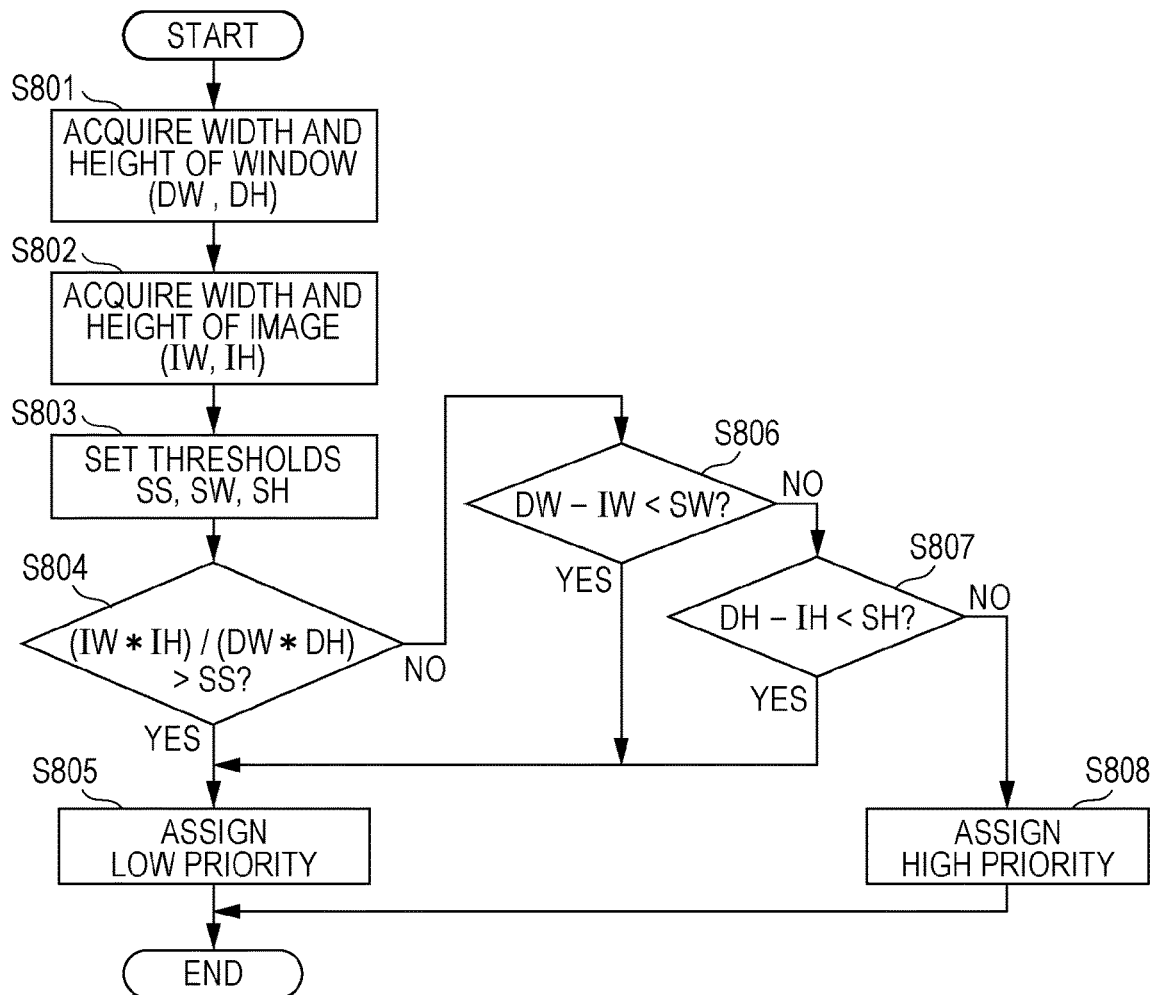 START
S801
ACQUIRE WIDTH AND
HEIGHT OF WINDOW
(DW , DH)
S802
ACQUIRE WIDTH AND
HEIGHT OF IMAGE
(IW, IH)
S803
SET THRESHOLDS
SS, SW, SH
S804
(IW * IH) / (DW * DH)
> SS?
NO
YES
S806
DW – IW < SW?
NO
YES
S807
DH – IH < SH?
NO
YES
S805
ASSIGN
LOW PRIORITY
S808
ASSIGN
HIGH PRIORITY
END